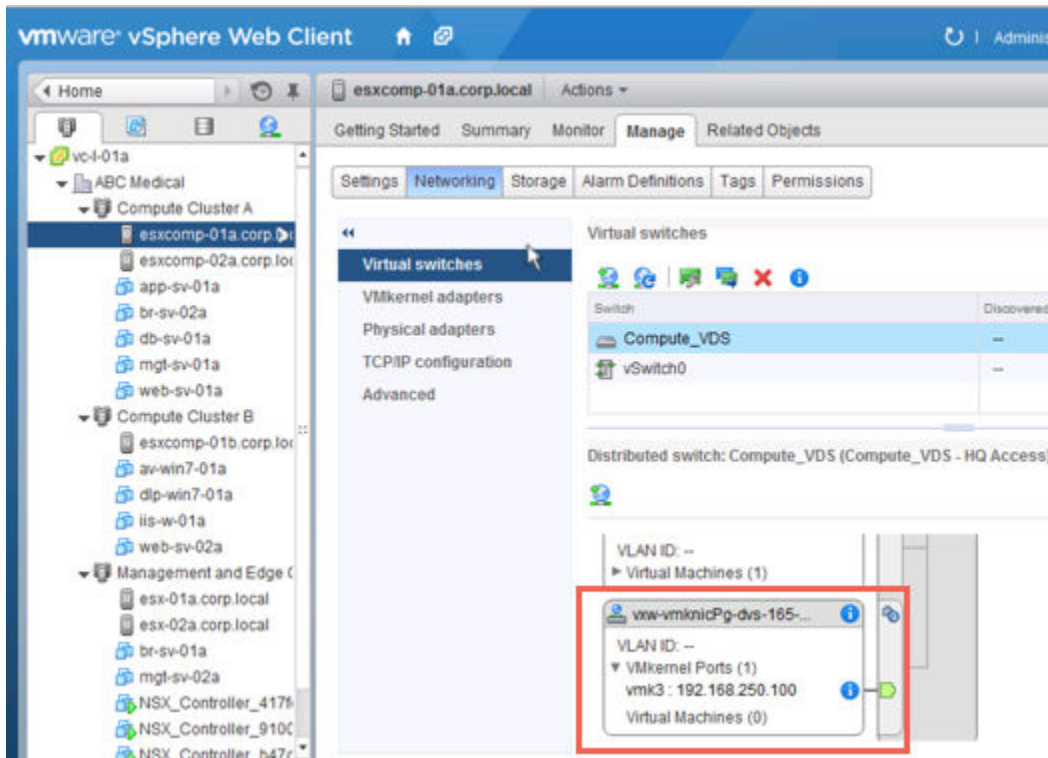 vmware vSphere Web Client
Adminis
Home
vc-l-01a
ABC Medical
Compute Cluster A
esxcomp-01a.corp.
esxcomp-02a.corp.loc
app-sv-01a
br-sv-02a
db-sv-01a
mgt-sv-01a
web-sv-01a
Compute Cluster B
esxcomp-01b.corp.loc
av-win7-01a
dlp-win7-01a
iis-w-01a
web-sv-02a
Management and Edge C
esx-01a.corp.local
esx-02a.corp.local
br-sv-01a
mgt-sv-02a
NSX_Controller_417f
NSX_Controller_910
NSX_Controller_b47
esxcomp-01a.corp.local Actions
Getting Started Summary Monitor Manage Related Objects
Settings Networking Storage Alarm Definitions Tags Permissions
Virtual switches
VMkernel adapters
Physical adapters
TCP/IP configuration
Advanced
Virtual switches
Switch Discovered
Compute_VDS --
vSwitch0 --
Distributed switch: Compute_VDS (Compute_VDS - HQ Access)
VLAN ID: --
Virtual Machines (1)
vxw-vmknicPg-dvs-165-...
VLAN ID: --
VMkernel Ports (1)
vmk3 : 192.168.250.100
Virtual Machines (0)